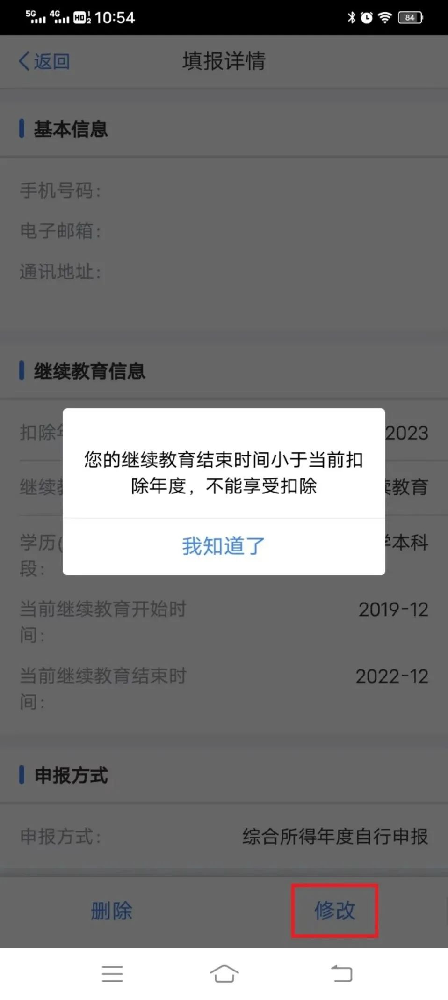 5G 4G HD 1 2 10:54 84
返回 填报详情
基本信息
手机号码：
电子邮箱：
通讯地址：
继续教育信息
扣除 2023
您的继续教育结束时间小于当前扣
除年度，不能享受扣除
继续 教育
我知道了
学历( 本科
段：
当前继续教育开始时 2019-12
间：
当前继续教育结束时 2022-12
间：
申报方式
申报方式： 综合所得年度自行申报
删除 修改